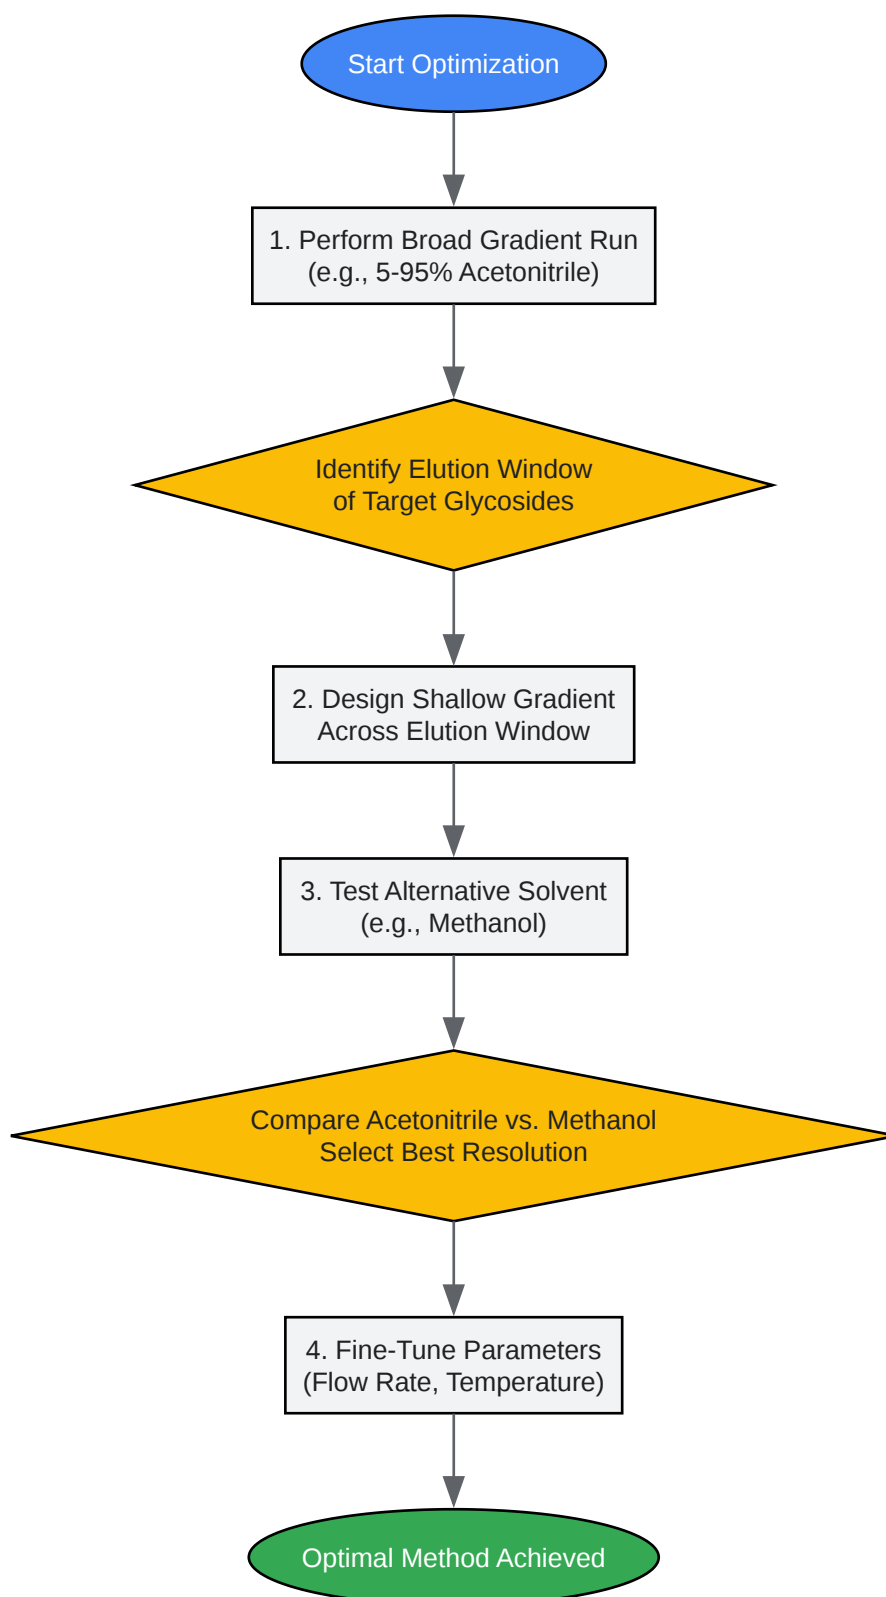 Start Optimization
1. Perform Broad Gradient Run
(e.g., 5-95% Acetonitrile)
Identify Elution Window
of Target Glycosides
2. Design Shallow Gradient
Across Elution Window
3. Test Alternative Solvent
(e.g., Methanol)
Compare Acetonitrile vs. Methanol
Select Best Resolution
4. Fine-Tune Parameters
(Flow Rate, Temperature)
Optimal Method Achieved